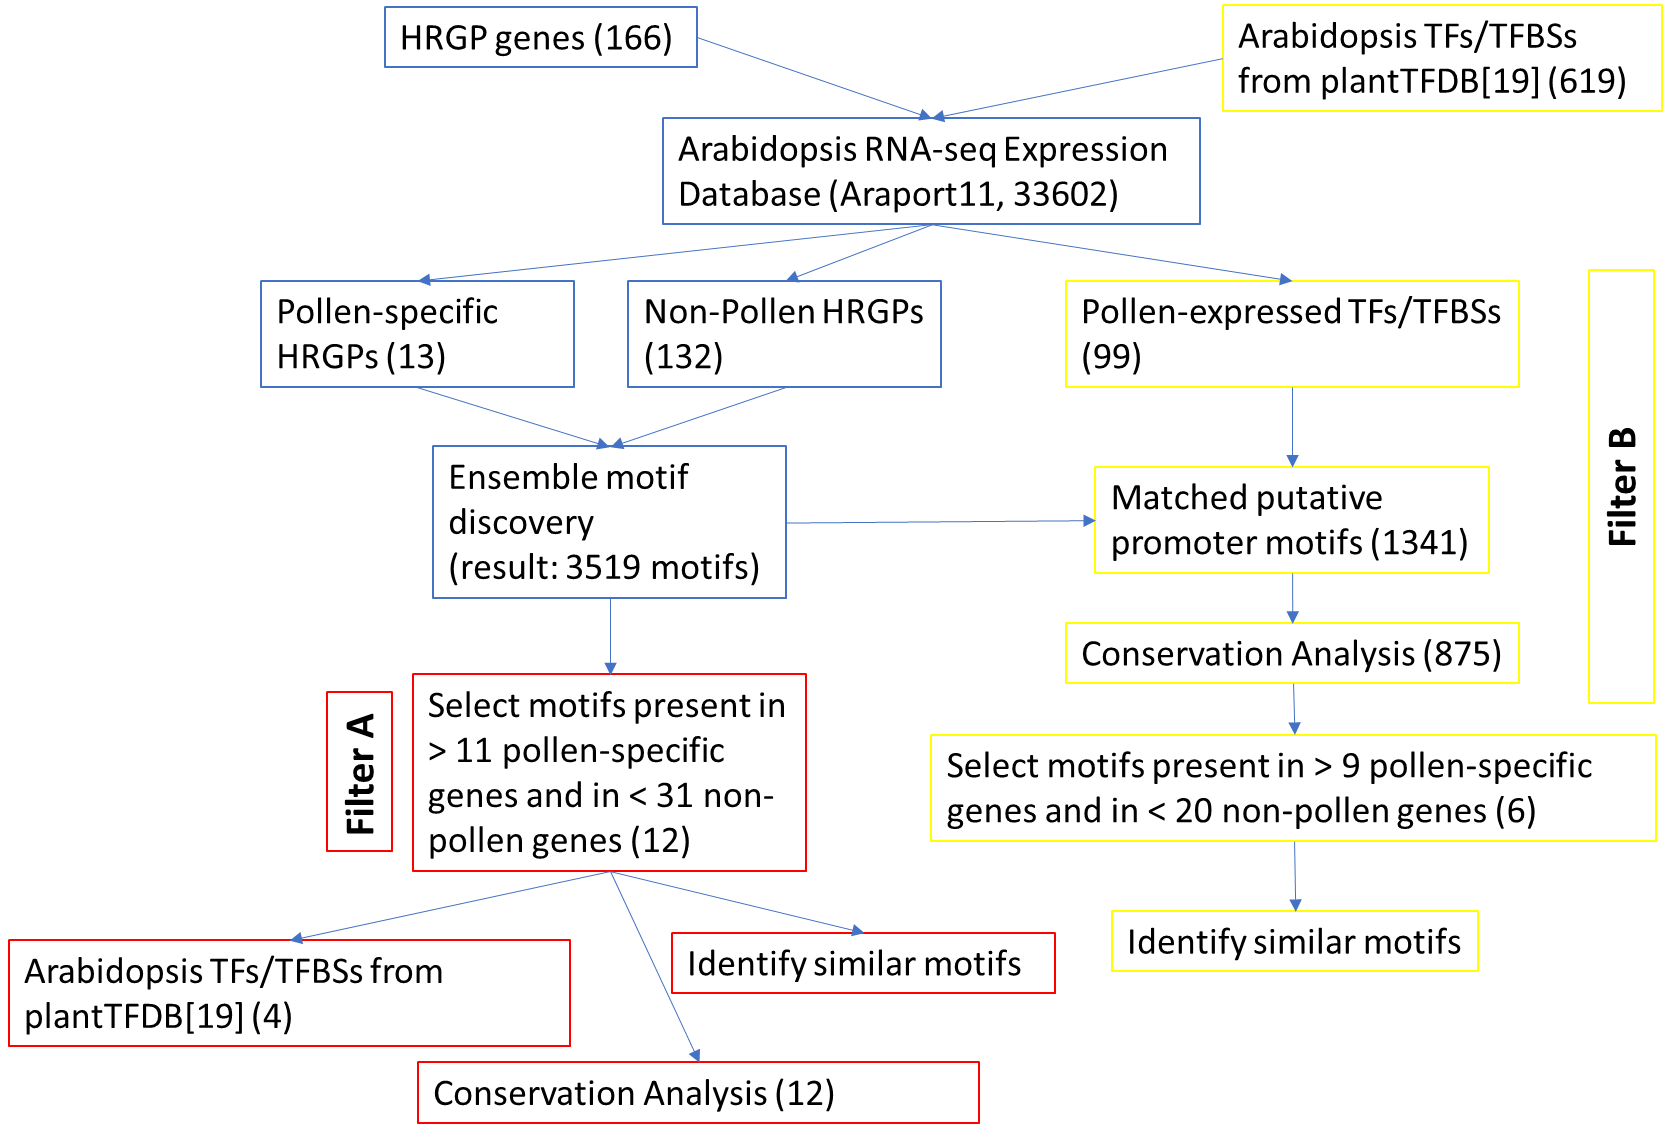 HRGP genes (166)
Arabidopsis TFs/TFBSs
from plantTFDB[19] (619)
Arabidopsis RNA-seq Expression
Database (Araport11, 33602)
Pollen-specific
HRGPs (13)
Non-Pollen HRGPs
(132)
Pollen-expressed TFs/TFBSs
(99)
Filter B
Ensemble motif
discovery
(result: 3519 motifs)
Matched putative
promoter motifs (1341)
Conservation Analysis (875)
Filter A
Select motifs present in
> 11 pollen-specific
genes and in < 31 non-
pollen genes (12)
Select motifs present in > 9 pollen-specific
genes and in < 20 non-pollen genes (6)
Arabidopsis TFs/TFBSs from
plantTFDB[19] (4)
Identify similar motifs
Identify similar motifs
Conservation Analysis (12)